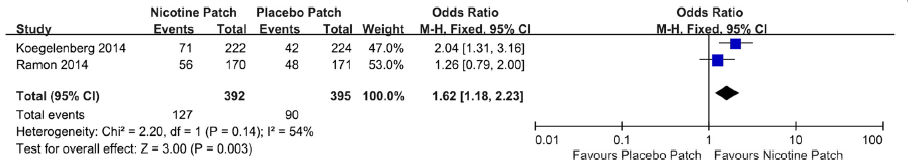 Nicotine Patch Placebo Patch Odds Ratio Odds Ratio
Study Events Total Events Total Weight M-H. Fixed. 95% CI M-H. Fixed. 95% CI
Koegelenberg 2014 71 222 42 224 47.0% 2.04 [1.31, 3.16]
Ramon 2014 56 170 48 171 53.0% 1.26 [0.79, 2.00]
Total (95% CI) 392 395 100.0% 1.62 [1.18, 2.23]
Total events 127 90
Heterogeneity: Chi² = 2.20, df = 1 (P = 0.14); I² = 54%
Test for overall effect: Z = 3.00 (P = 0.003)
0.01 0.1 1 10 100
Favours Placebo Patch Favours Nicotine Patch